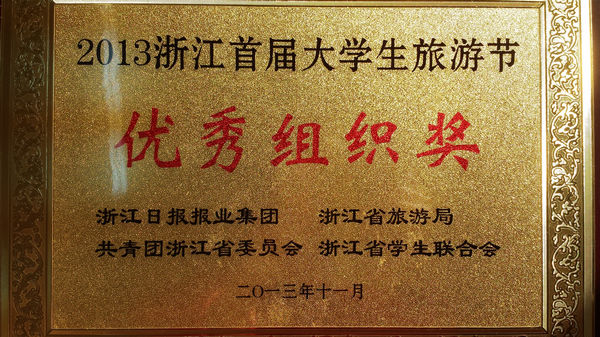 2013浙江首届大学生旅游节
优秀组织奖
浙江日报报业集团 浙江省旅游局
共青团浙江省委员会 浙江省学生联合会
二〇一三年十一月